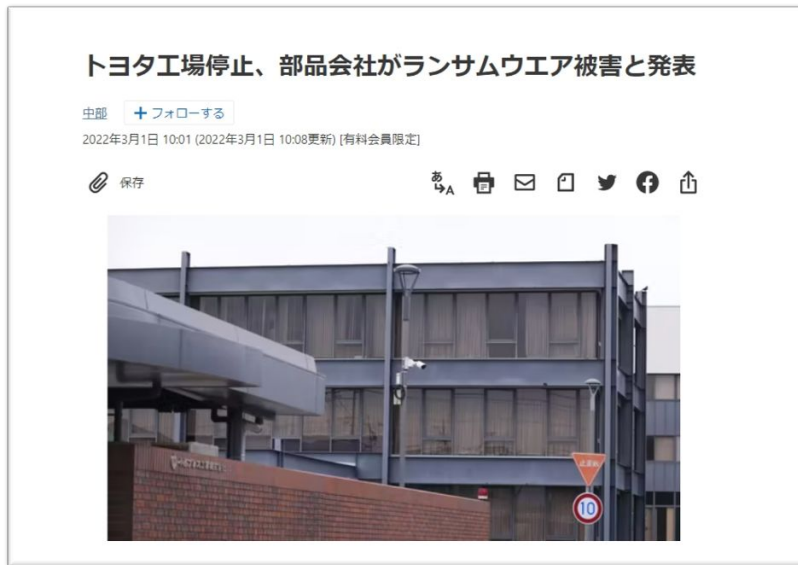 トヨタ工場停止、部品会社がランサムウエア被害と発表
中部 +フォローする
2022年3月1日 10:01 (2022年3月1日 10:08更新) [有料会員限定]
保存
あ
A
10